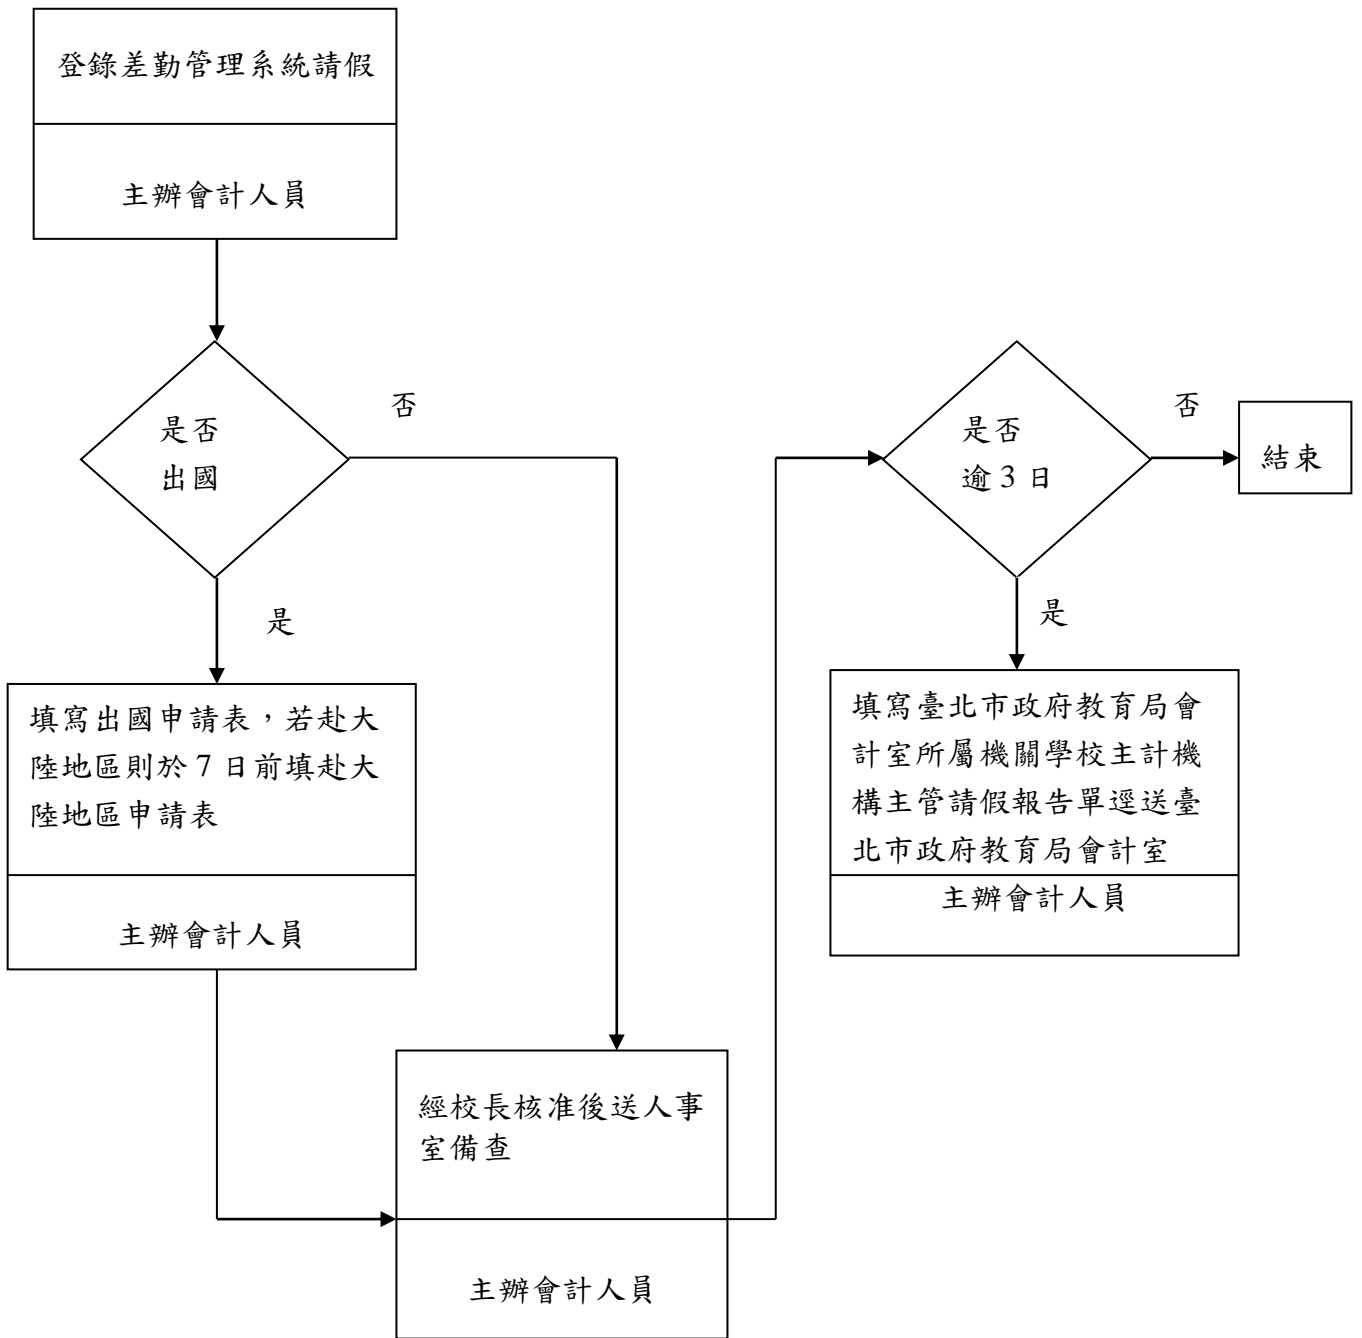 登錄差勤管理系統請假
主辦會計人員
是否
出國
否
是
填寫出國申請表，若赴大
陸地區則於 7 日前填赴大
陸地區申請表
主辦會計人員
經校長核准後送人事
室備查
主辦會計人員
是否
逾 3 日
否
結束
是
填寫臺北市政府教育局會
計室所屬機關學校主計機
構主管請假報告單逕送臺
北市政府教育局會計室
主辦會計人員